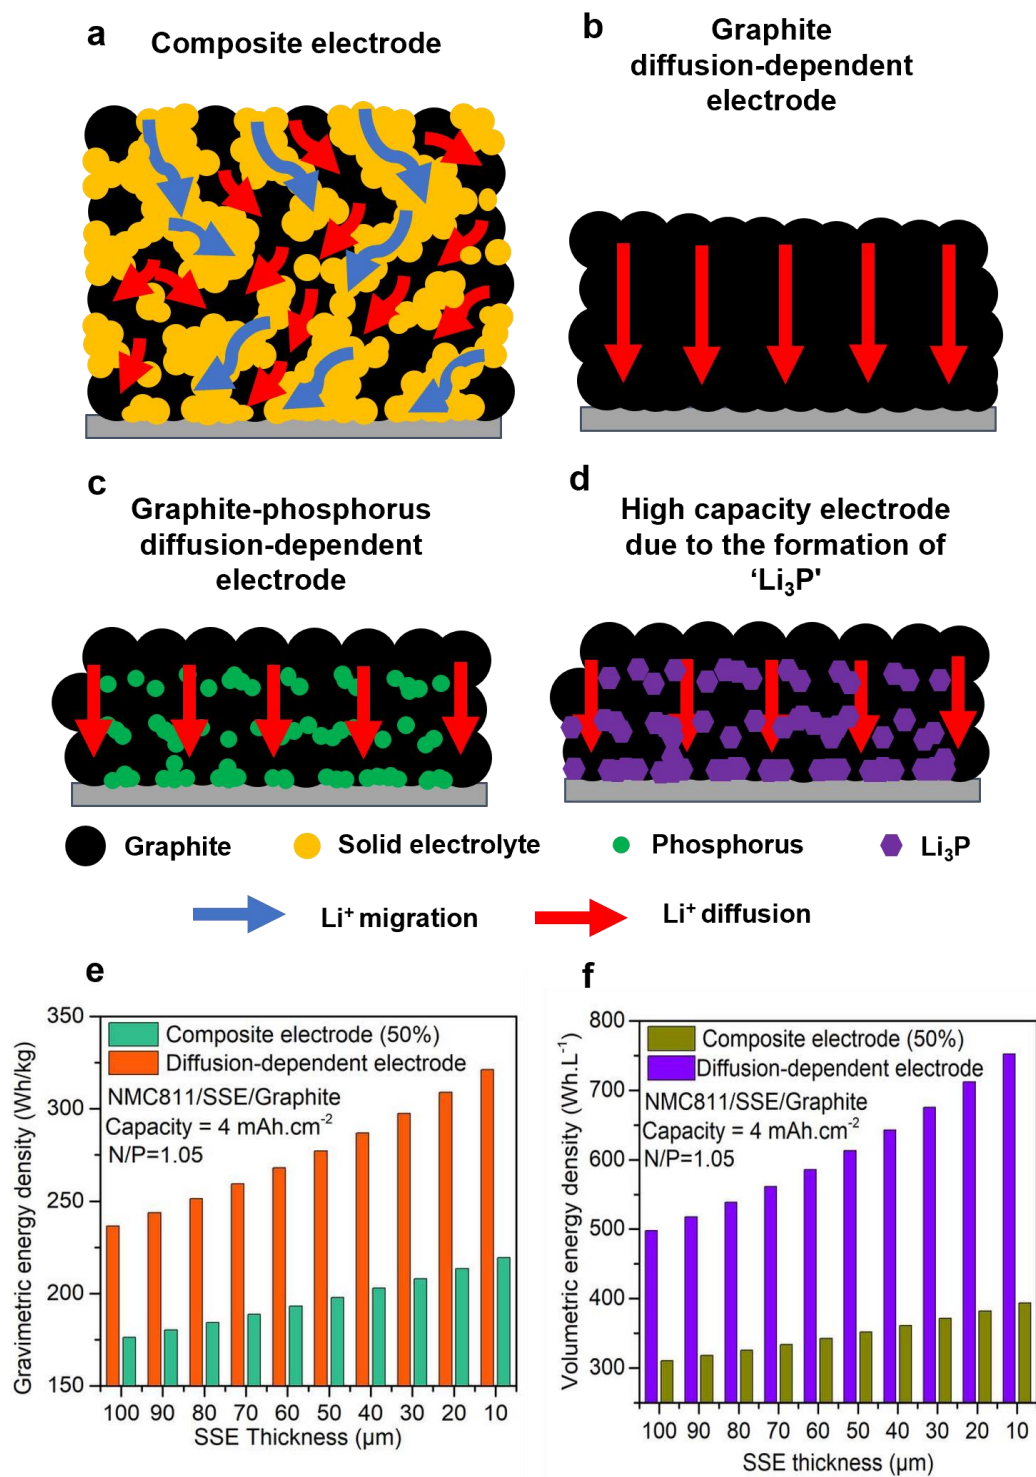 a
Composite electrode
b
Graphite
diffusion-dependent
electrode
c
Graphite-phosphorus
diffusion-dependent
electrode
d
High capacity electrode
due to the formation of
‘Li₃P'
Graphite
Solid electrolyte
Phosphorus
Li₃P
Li⁺ migration
Li⁺ diffusion
e
Gravimetric energy density (Wh/kg)
350
300
250
200
150
Composite electrode (50%)
Diffusion-dependent electrode
NMC811/SSE/Graphite
Capacity = 4 mAh.cm⁻²
N/P=1.05
100 90 80 70 60 50 40 30 20 10
SSE Thickness (µm)
f
Volumetric energy density (Wh.L⁻¹)
800
700
600
500
400
300
Composite electrode (50%)
Diffusion-dependent electrode
NMC811/SSE/Graphite
Capacity = 4 mAh.cm⁻²
N/P=1.05
100 90 80 70 60 50 40 30 20 10
SSE thickness (µm)